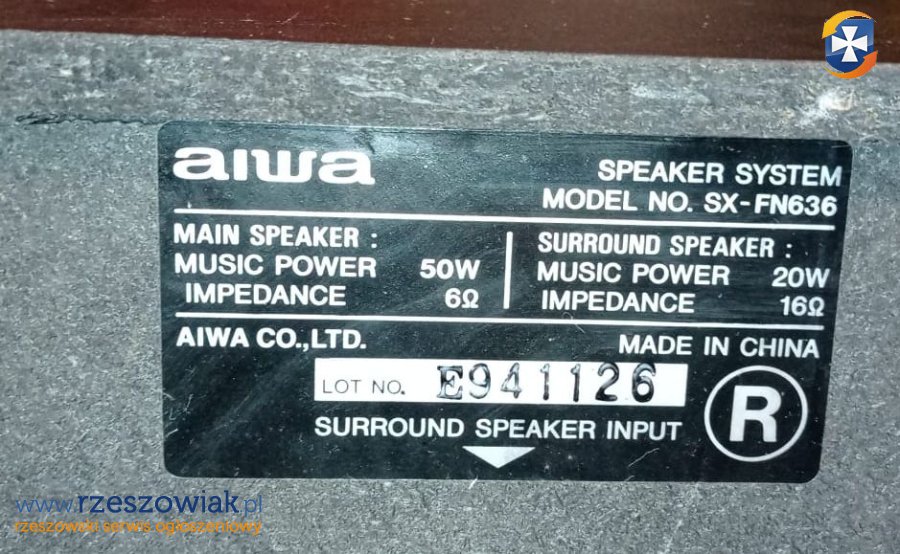 aiwa
SPEAKER SYSTEM
MODEL NO. SX-FN636
MAIN SPEAKER :
MUSIC POWER 50W
IMPEDANCE 6Ω
SURROUND SPEAKER :
MUSIC POWER 20W
IMPEDANCE 16Ω
AIWA CO.,LTD.
MADE IN CHINA
LOT NO. E941126
R
SURROUND SPEAKER INPUT
www.rzeszowiak.pl
rzeszowski serwis ogłoszeniowy